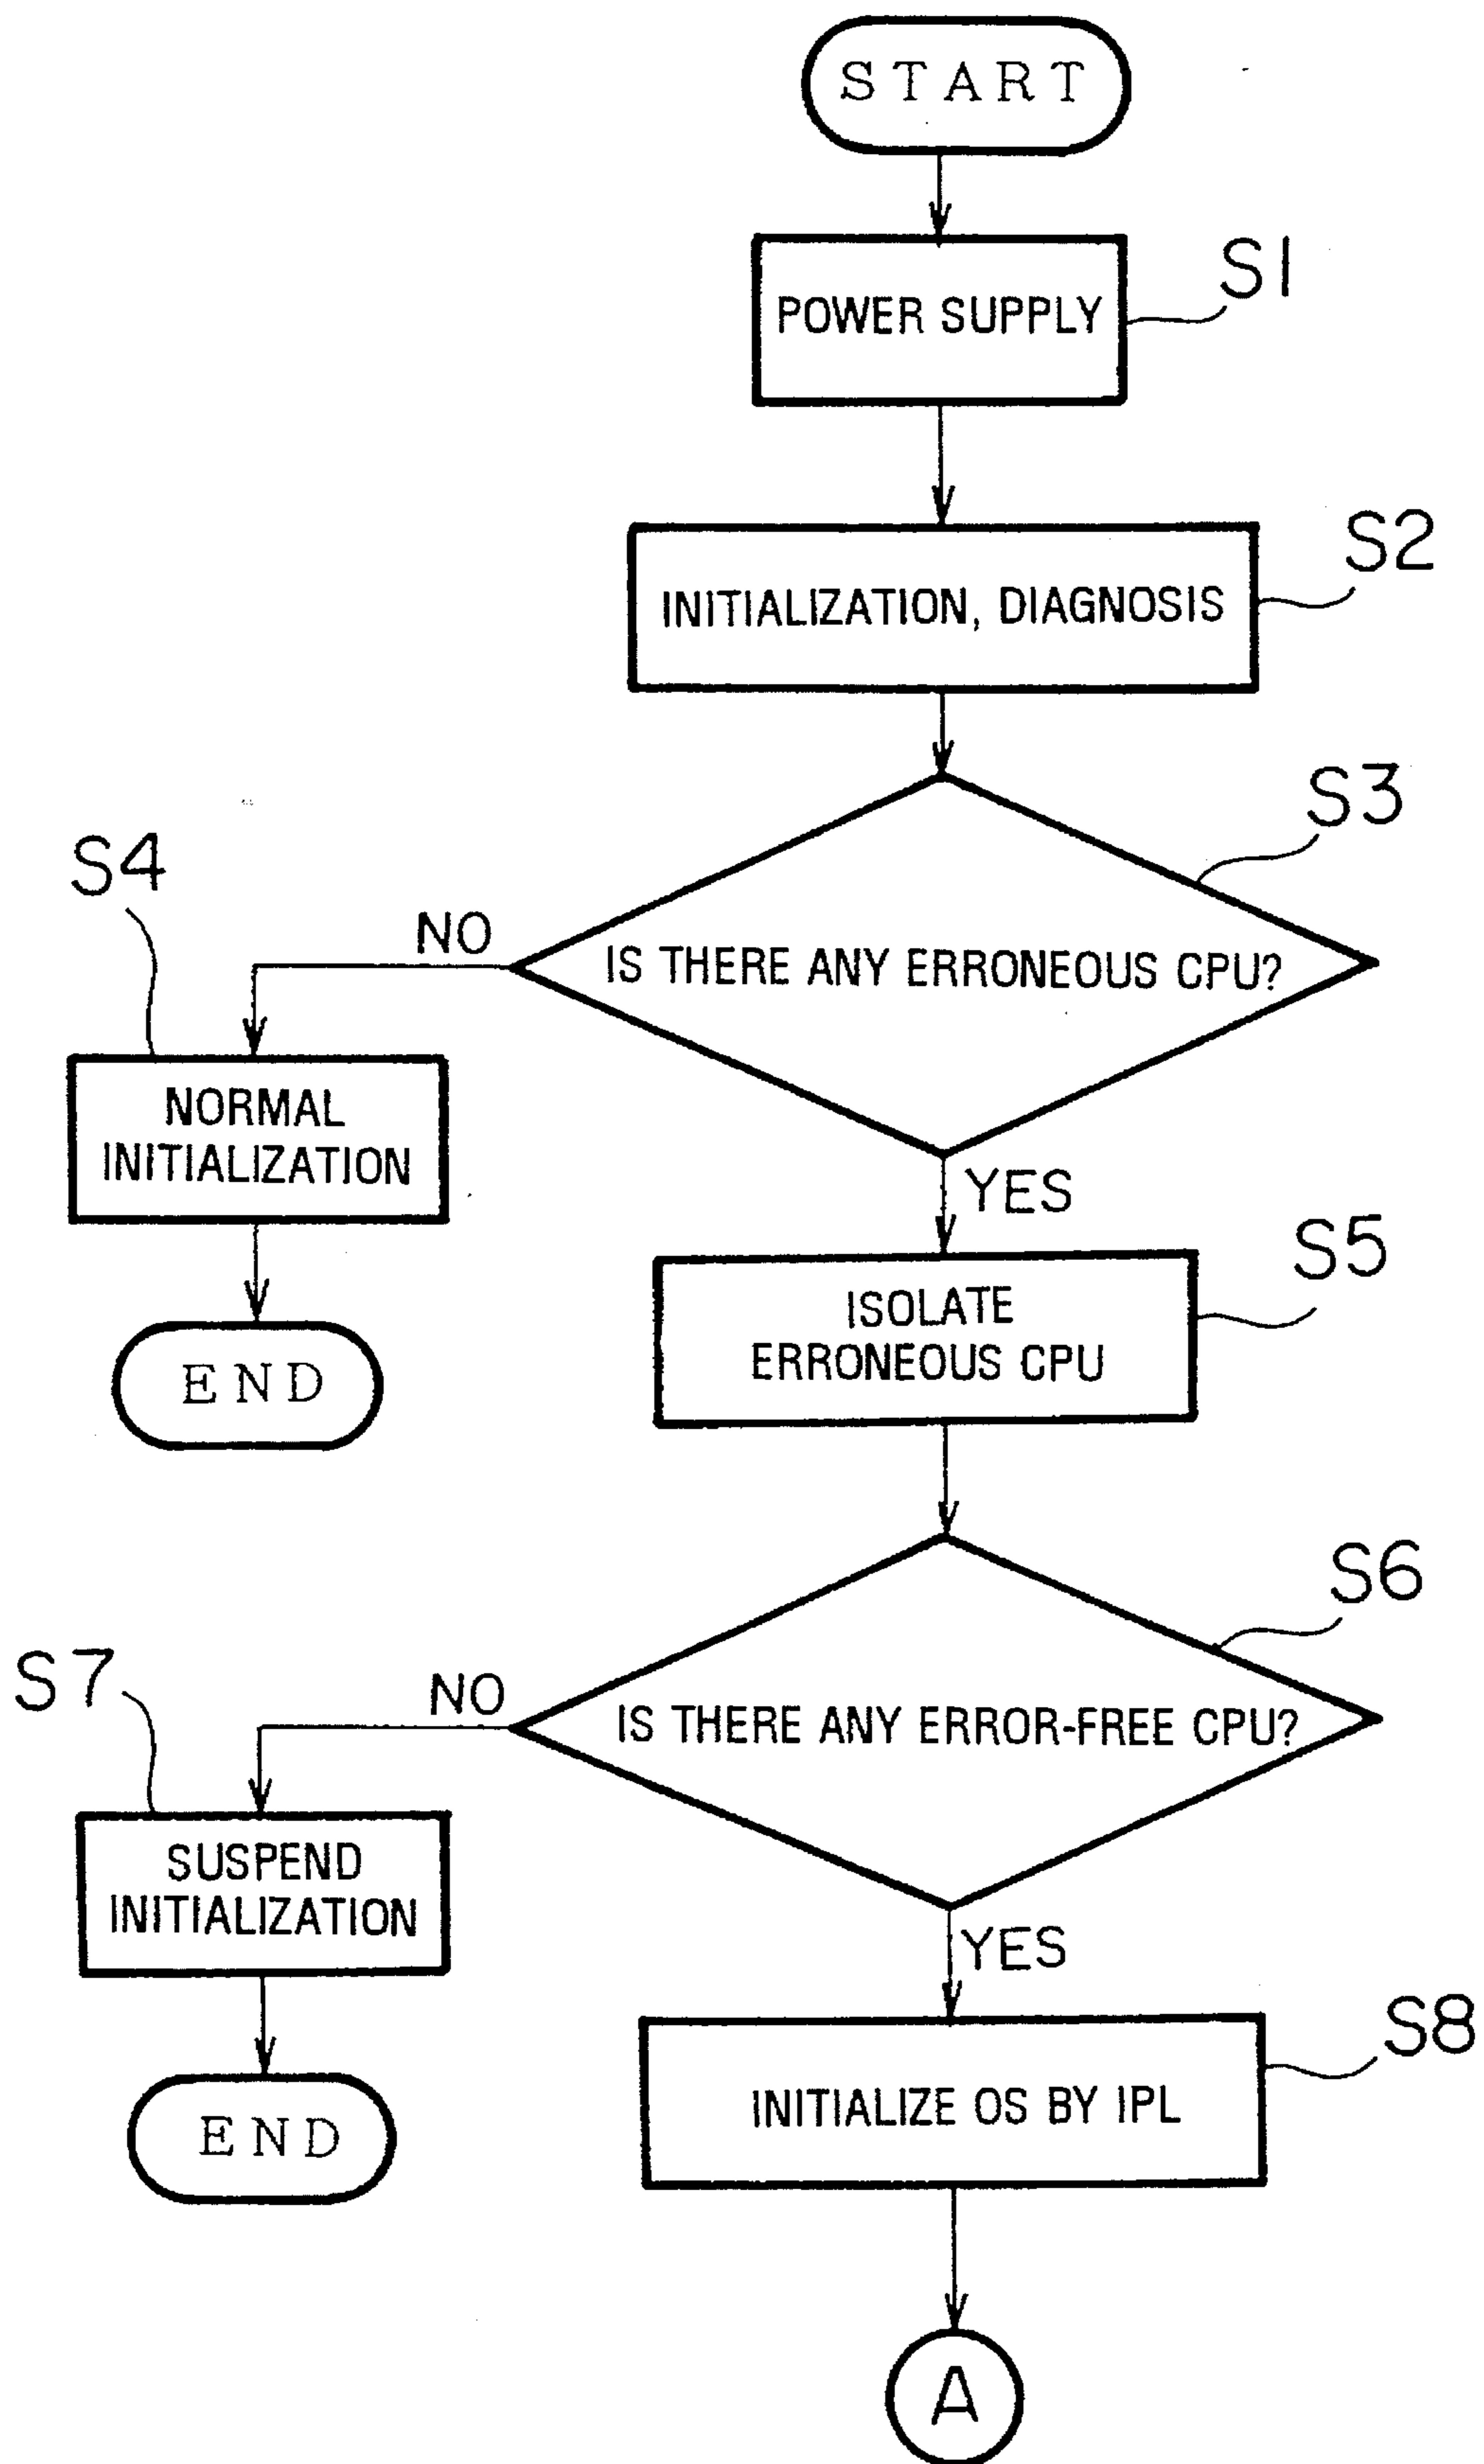 START
POWER SUPPLY
S1
INITIALIZATION, DIAGNOSIS
S2
IS THERE ANY ERRONEOUS CPU?
S3
NO
S4
NORMAL
INITIALIZATION
END
YES
ISOLATE
ERRONEOUS CPU
S5
IS THERE ANY ERROR-FREE CPU?
S6
NO
S7
SUSPEND
INITIALIZATION
END
YES
INITIALIZE OS BY IPL
S8
A